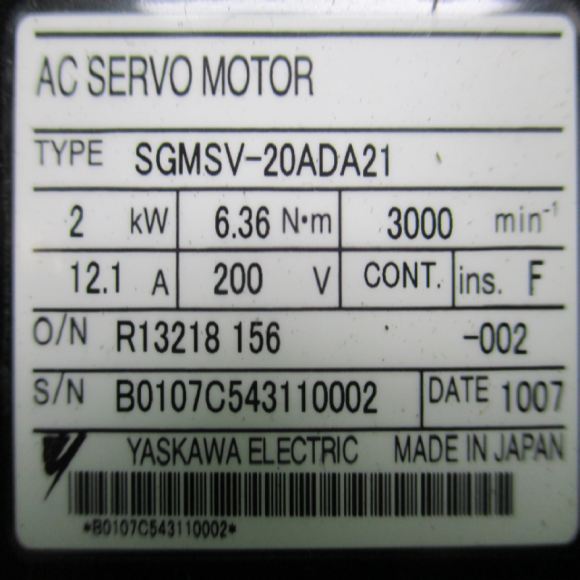 AC SERVO MOTOR
TYPE SGMSV-20ADA21
2 kW 6.36 N·m 3000 min⁻¹
12.1 A 200 V CONT. ins. F
O/N R13218 156 -002
S/N B0107C543110002 DATE 1007
YASKAWA ELECTRIC MADE IN JAPAN
*B0107C543110002*